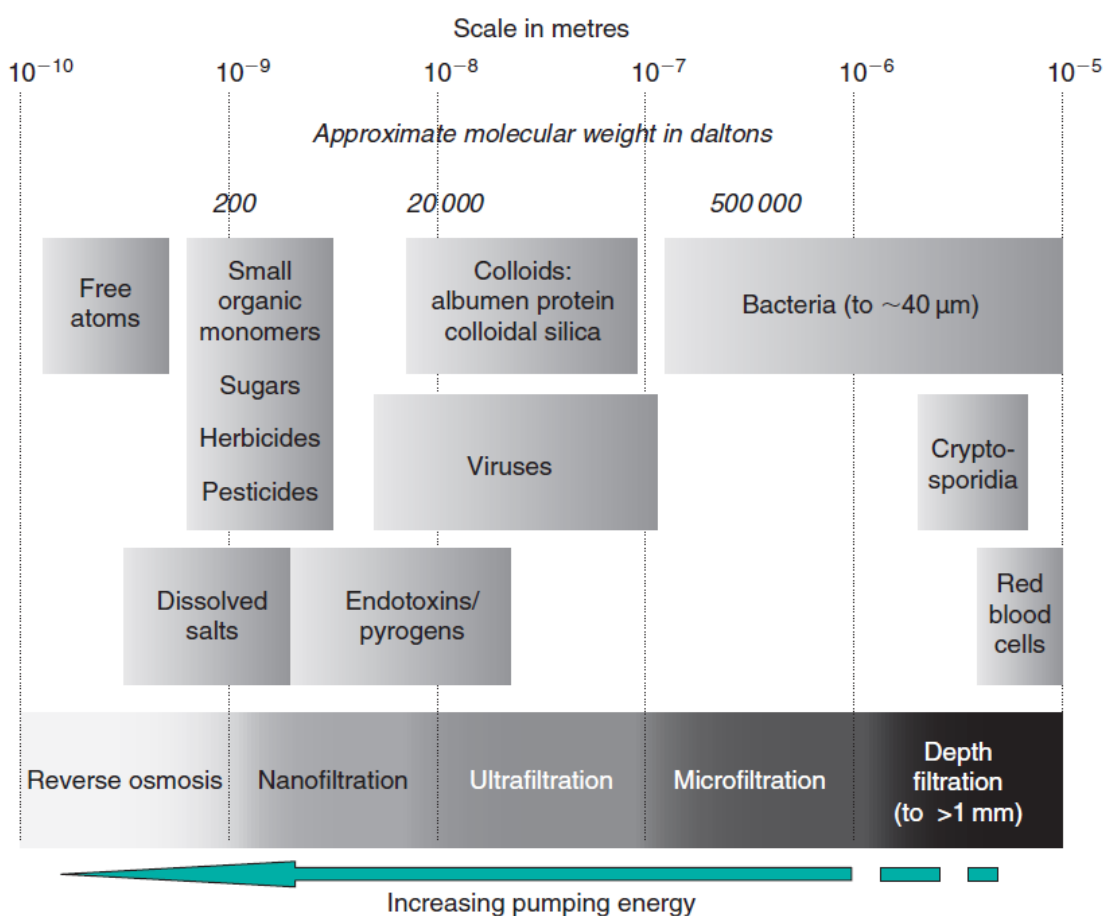 Scale in metres
10⁻¹⁰ 10⁻⁹ 10⁻⁸ 10⁻⁷ 10⁻⁶ 10⁻⁵
Approximate molecular weight in daltons
200 20 000 500 000
Free
atoms
Small
organic
monomers
Sugars
Herbicides
Pesticides
Colloids:
albumen protein
colloidal silica
Bacteria (to ~40 µm)
Viruses
Crypto-
sporidia
Dissolved
salts
Endotoxins/
pyrogens
Red
blood
cells
Reverse osmosis
Nanofiltration
Ultrafiltration
Microfiltration
Depth
filtration
(to >1 mm)
Increasing pumping energy